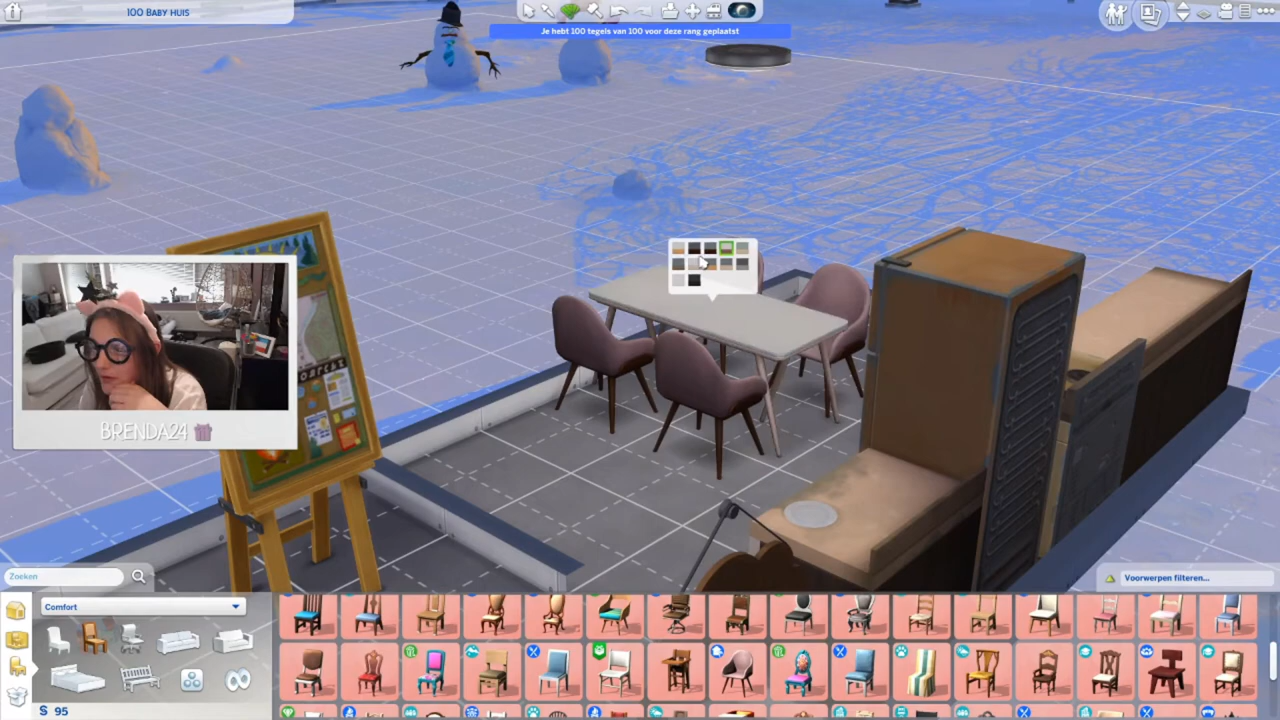 100 BABY HUIS
Je hebt 100 tegels van 100 voor deze rang geplaatst
BRENDA24
Zoeken
Voorwerpen filteren...
Comfort
$ 95